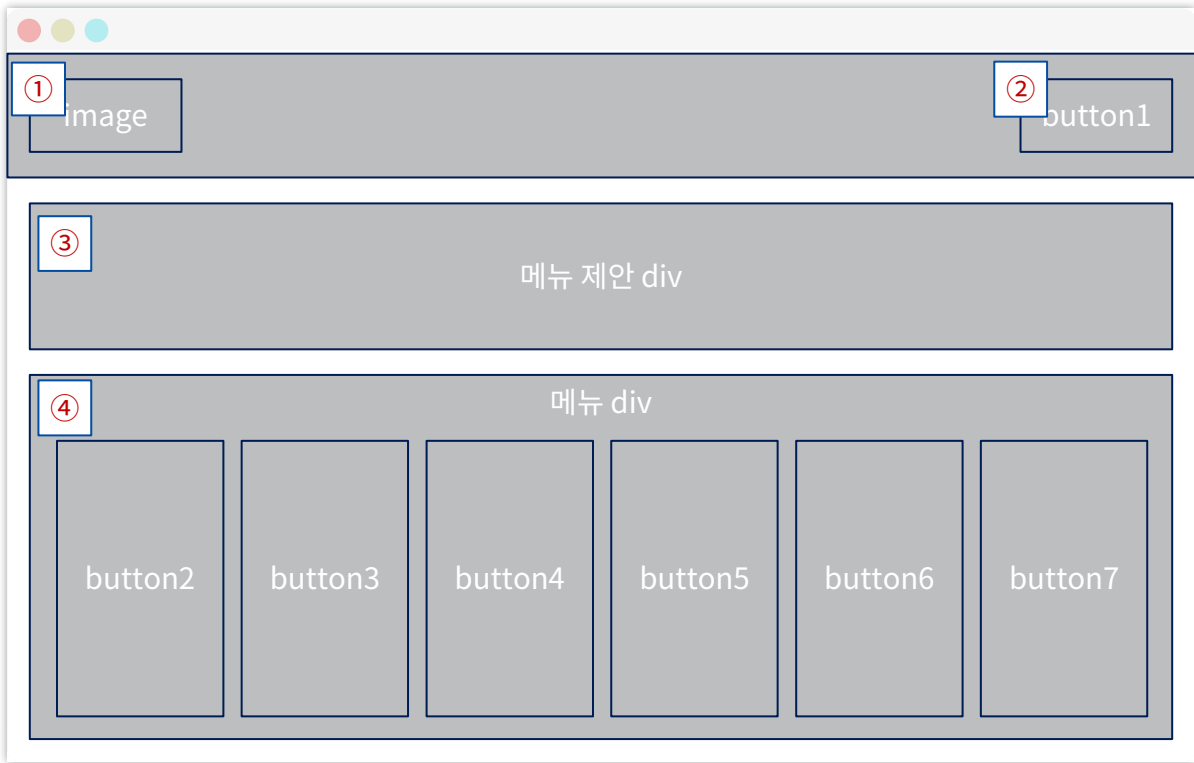 ①
image
②
button1
③
메뉴 제안 div
④
메뉴 div
button2
button3
button4
button5
button6
button7